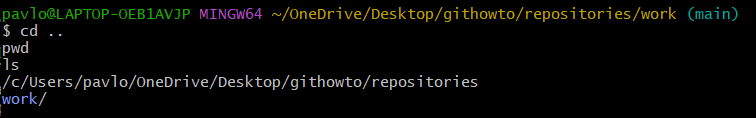 pavlo@LAPTOP-OEB1AVJP MINGW64 ~/OneDrive/Desktop/githowto/repositories/work (main)
$ cd ..
pwd
ls
/c/Users/pavlo/OneDrive/Desktop/githowto/repositories
work/